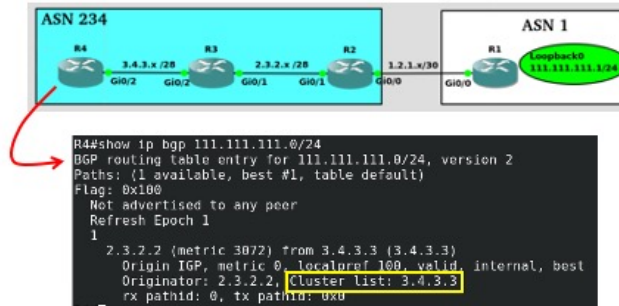 ASN 234
ASN 1
R4
R3
R2
R1
3.4.3.x /28
2.3.2.x /28
1.2.1.x/30
Loopback0
111.111.111.1/24
Gi0/2
Gi0/2
Gi0/1
Gi0/1
Gi0/0
Gi0/0
R4#show ip bgp 111.111.111.0/24
BGP routing table entry for 111.111.111.0/24, version 2
Paths: (1 available, best #1, table default)
Flag: 0x100
Not advertised to any peer
Refresh Epoch 1
1
2.3.2.2 (metric 3072) from 3.4.3.3 (3.4.3.3)
Origin IGP, metric 0, localpref 100, valid, internal, best
Originator: 2.3.2.2, Cluster list: 3.4.3.3
rx pathid: 0, tx pathid: 0x0